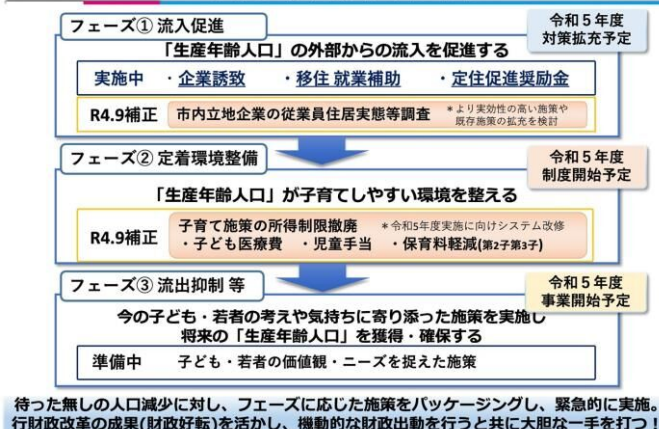 フェーズ① 流入促進
令和５年度
対策拡充予定
「生産年齢人口」の外部からの流入を促進する
実施中 ・企業誘致 ・移住 就業補助 ・定住促進奨励金
R4.9補正 市内立地企業の従業員住居実態等調査 ＊より実効性の高い施策や
既存施策の拡充を検討
フェーズ② 定着環境整備
令和５年度
制度開始予定
「生産年齢人口」が子育てしやすい環境を整える
R4.9補正 子育て施策の所得制限撤廃 ＊令和5年度実施に向けシステム改修
・子ども医療費 ・児童手当 ・保育料軽減(第2子第3子)
フェーズ③ 流出抑制 等
令和５年度
事業開始予定
今の子ども・若者の考えや気持ちに寄り添った施策を実施し
将来の「生産年齢人口」を獲得・確保する
準備中 子ども・若者の価値観・ニーズを捉えた施策
待った無しの人口減少に対し、フェーズに応じた施策をパッケージングし、緊急的に実施。
行財政改革の成果(財政好転)を活かし、機動的な財政出動を行うと共に大胆な一手を打つ！